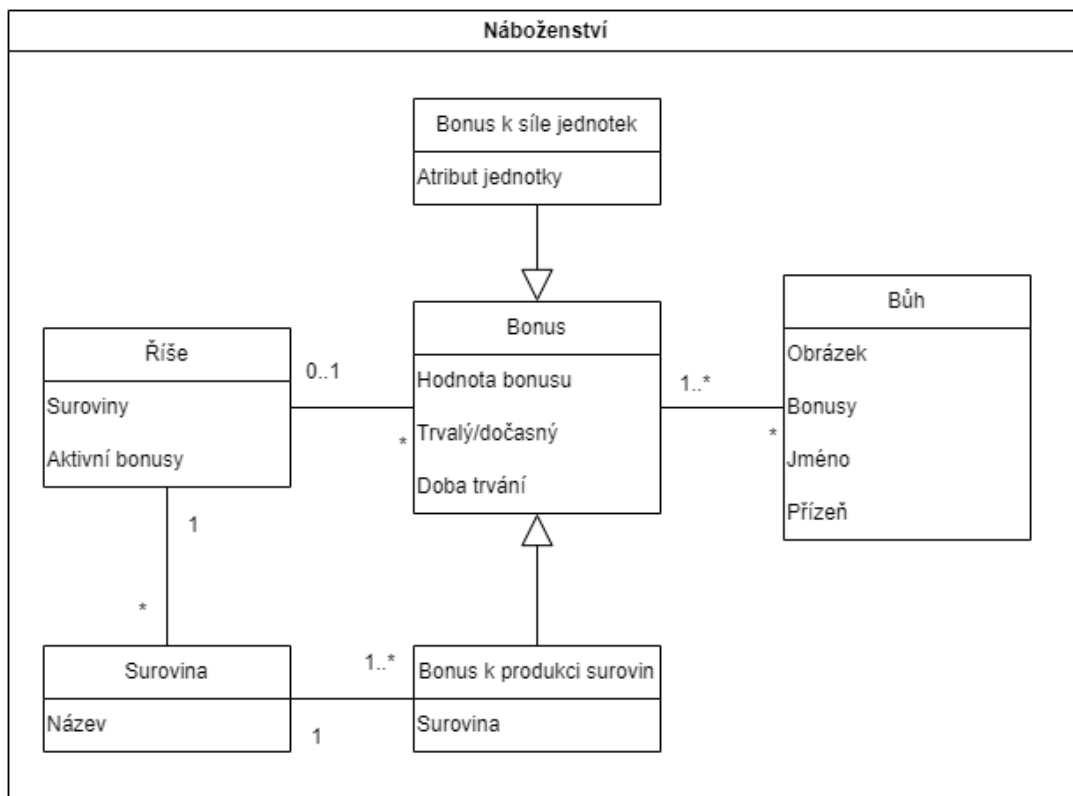 Náboženství
Bonus k síle jednotek
Atribut jednotky
Bonus
Hodnota bonusu
Trvalý/dočasný
Doba trvání
Bůh
Obrázek
Bonusy
Jméno
Přízeň
Říše
Suroviny
Aktivní bonusy
0..1
*
1..*
*
1
*
Surovina
Název
1..*
1
Bonus k produkci surovin
Surovina